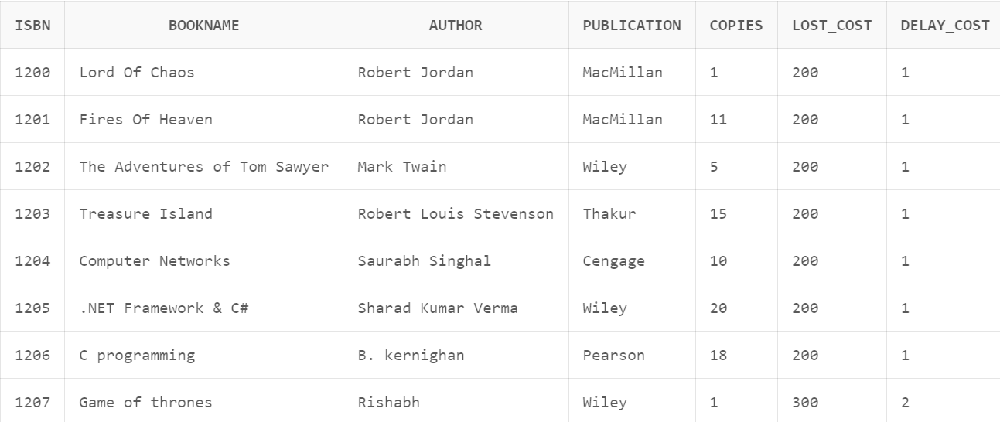 ISBN BOOKNAME AUTHOR PUBLICATION COPIES LOST_COST DELAY_COST
1200 Lord Of Chaos Robert Jordan MacMillan 1 200 1
1201 Fires Of Heaven Robert Jordan MacMillan 11 200 1
1202 The Adventures of Tom Sawyer Mark Twain Wiley 5 200 1
1203 Treasure Island Robert Louis Stevenson Thakur 15 200 1
1204 Computer Networks Saurabh Singhal Cengage 10 200 1
1205 .NET Framework & C# Sharad Kumar Verma Wiley 20 200 1
1206 C programming B. kernighan Pearson 18 200 1
1207 Game of thrones Rishabh Wiley 1 300 2